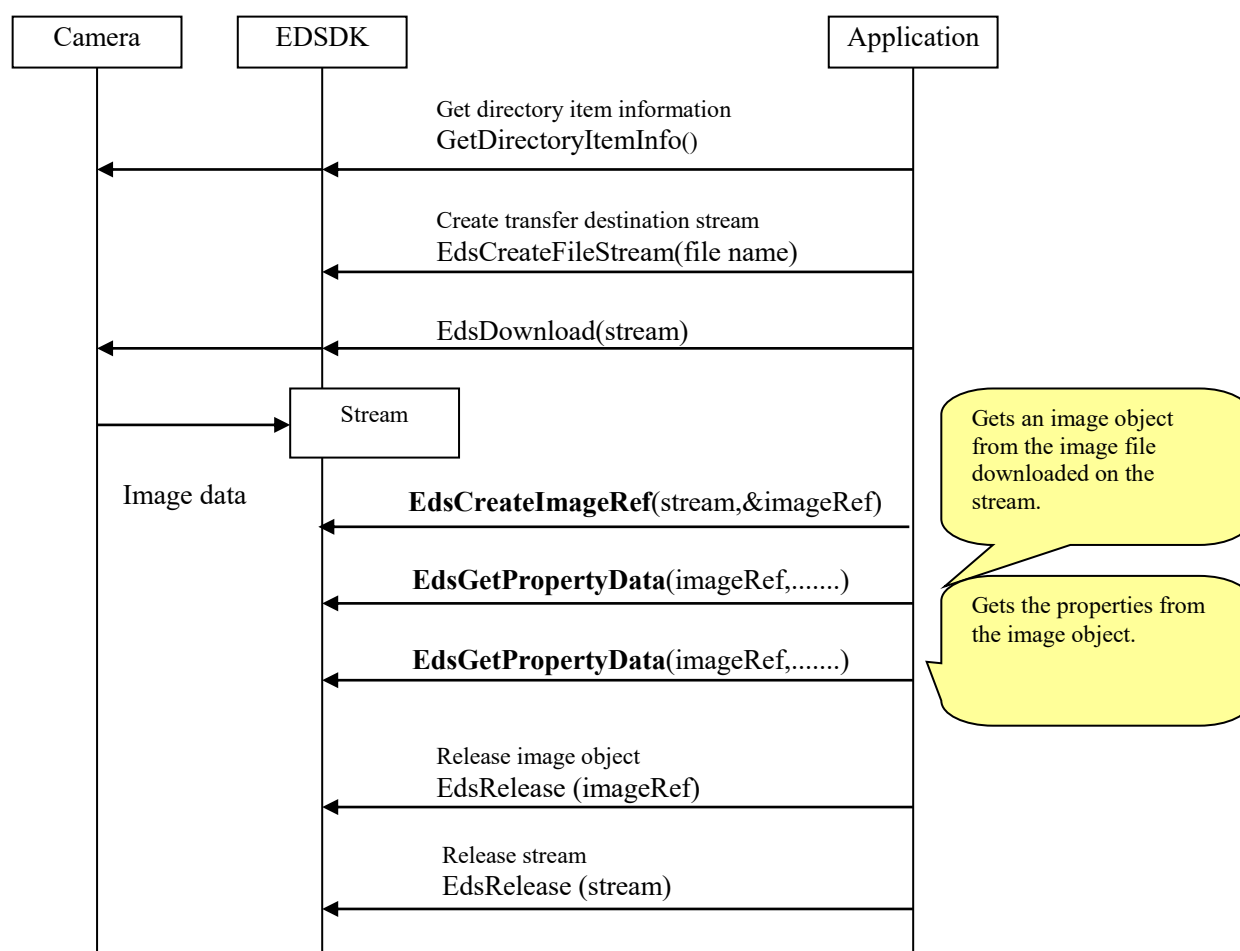 Camera
EDSDK
Application
Get directory item information
GetDirectoryItemInfo()
Create transfer destination stream
EdsCreateFileStream(file name)
EdsDownload(stream)
Stream
Image data
Gets an image object
from the image file
downloaded on the
stream.
EdsCreateImageRef(stream,&imageRef)
EdsGetPropertyData(imageRef,.......)
Gets the properties from
the image object.
EdsGetPropertyData(imageRef,.......)
Release image object
EdsRelease (imageRef)
Release stream
EdsRelease (stream)